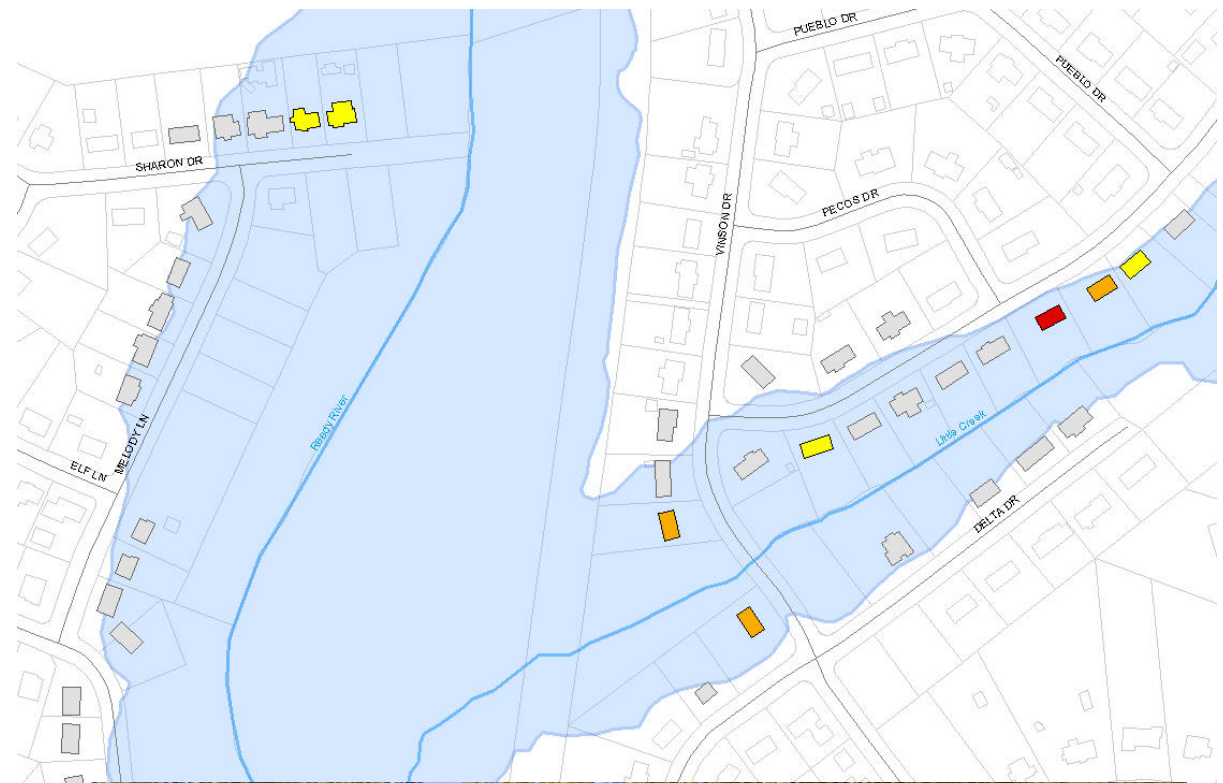 PUEBLO DR
PUEBLO DR
SHARON DR
PECOS DR
VINSON DR
Reedy River
MELODY LN
Little Creek
ELF LN
DELTA DR